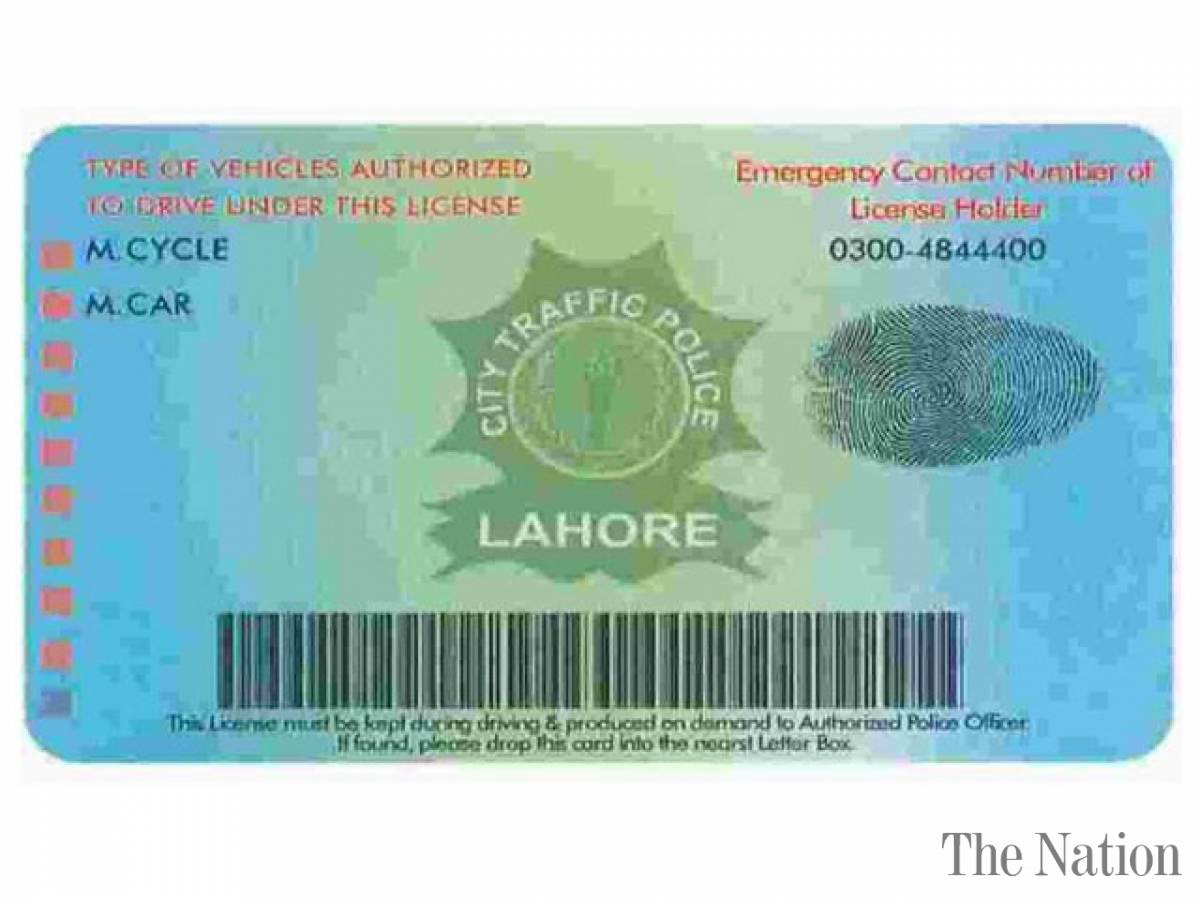 TYPE OF VEHICLES AUTHORIZED
TO DRIVE UNDER THIS LICENSE
M.CYCLE
M.CAR
Emergency Contact Number of
License Holder
0300-4844400
CITY TRAFFIC POLICE
LAHORE
This License must be kept during driving & produced on demand to Authorized Police Officer.
If found, please drop this card into the nearest Letter Box.
The Nation